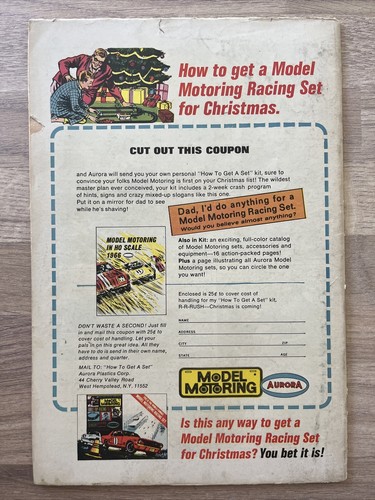 How to get a Model
Motoring Racing Set
for Christmas.
CUT OUT THIS COUPON
and Aurora will send you your own personal "How To Get A Set" kit, sure to
convince your folks Model Motoring is first on your Christmas list! The wildest
master plan ever conceived, your kit includes a 2-week crash program
of hints, signs and crazy mixed-up slogans like this one.
Put it on a mirror for dad to see
while he's shaving!
Dad, I'd do anything for a
Model Motoring Racing Set.
Would you believe almost anything?
MODEL MOTORING
IN HO SCALE
1966
Also in Kit: an exciting, full-color catalog
of Model Motoring sets, accessories and
equipment—16 action-packed pages!
Plus a page illustrating all Aurora Model
Motoring sets, so you can circle the one
you want!
Enclosed is 25¢ to cover cost of
handling for my "How To Get A Set" kit,
R-R-RUSH—Christmas is coming!
NAME
ADDRESS
CITY ZIP
STATE AGE
DON'T WASTE A SECOND! Just fill
in and mail this coupon with 25¢ to
cover cost of handling. Let your
pals in on this great idea. All they
have to do is send in their own name,
address and quarter.
MAIL TO: "How To Get A Set"
Aurora Plastics Corp.
44 Cherry Valley Road
West Hempstead, N.Y. 11552
MODEL
MOTORING
AURORA
Is this any way to get a
Model Motoring Racing Set
for Christmas? You bet it is!